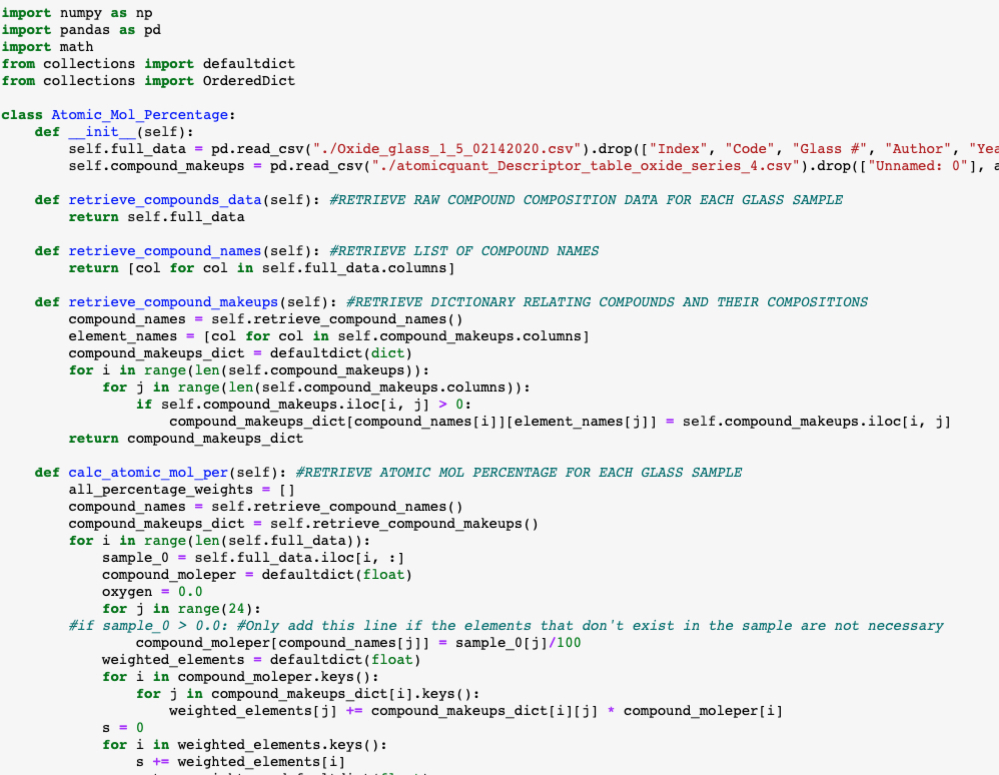 import numpy as np
import pandas as pd
import math
from collections import defaultdict
from collections import OrderedDict

class Atomic_Mol_Percentage:
    def __init__(self):
        self.full_data = pd.read_csv("./Oxide_glass_1_5_02142020.csv").drop(["Index", "Code", "Glass #", "Author", "Yea
        self.compound_makeups = pd.read_csv("./atomicquant_Descriptor_table_oxide_series_4.csv").drop(["Unnamed: 0"], a

    def retrieve_compounds_data(self): #RETRIEVE RAW COMPOUND COMPOSITION DATA FOR EACH GLASS SAMPLE
        return self.full_data

    def retrieve_compound_names(self): #RETRIEVE LIST OF COMPOUND NAMES
        return [col for col in self.full_data.columns]

    def retrieve_compound_makeups(self): #RETRIEVE DICTIONARY RELATING COMPOUNDS AND THEIR COMPOSITIONS
        compound_names = self.retrieve_compound_names()
        element_names = [col for col in self.compound_makeups.columns]
        compound_makeups_dict = defaultdict(dict)
        for i in range(len(self.compound_makeups)):
            for j in range(len(self.compound_makeups.columns)):
                if self.compound_makeups.iloc[i, j] > 0:
                    compound_makeups_dict[compound_names[i]][element_names[j]] = self.compound_makeups.iloc[i, j]
        return compound_makeups_dict

    def calc_atomic_mol_per(self): #RETRIEVE ATOMIC MOL PERCENTAGE FOR EACH GLASS SAMPLE
        all_percentage_weights = []
        compound_names = self.retrieve_compound_names()
        compound_makeups_dict = self.retrieve_compound_makeups()
        for i in range(len(self.full_data)):
            sample_0 = self.full_data.iloc[i, :]
            compound_moleper = defaultdict(float)
            oxygen = 0.0
            for j in range(24):
        #if sample_0 > 0.0: #Only add this line if the elements that don't exist in the sample are not necessary
                compound_moleper[compound_names[j]] = sample_0[j]/100
            weighted_elements = defaultdict(float)
            for i in compound_moleper.keys():
                for j in compound_makeups_dict[i].keys():
                    weighted_elements[j] += compound_makeups_dict[i][j] * compound_moleper[i]
            s = 0
            for i in weighted_elements.keys():
                s += weighted_elements[i]